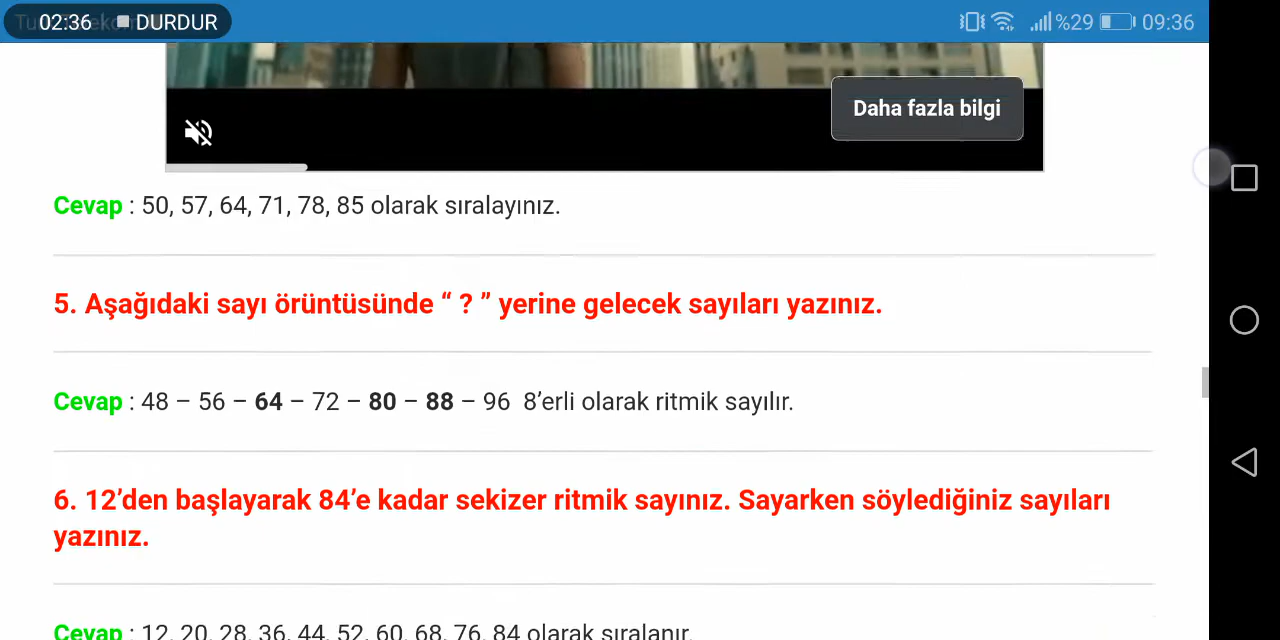 02:36 DURDUR %29 09:36
Daha fazla bilgi
Cevap : 50, 57, 64, 71, 78, 85 olarak sıralayınız.
5. Aşağıdaki sayı örüntüsünde “ ? ” yerine gelecek sayıları yazınız.
Cevap : 48 – 56 – 64 – 72 – 80 – 88 – 96 8’erli olarak ritmik sayılır.
6. 12’den başlayarak 84’e kadar sekizer ritmik sayınız. Sayarken söylediğiniz sayıları
yazınız.
Cevap : 12, 20, 28, 36, 44, 52, 60, 68, 76, 84 olarak sıralanır.